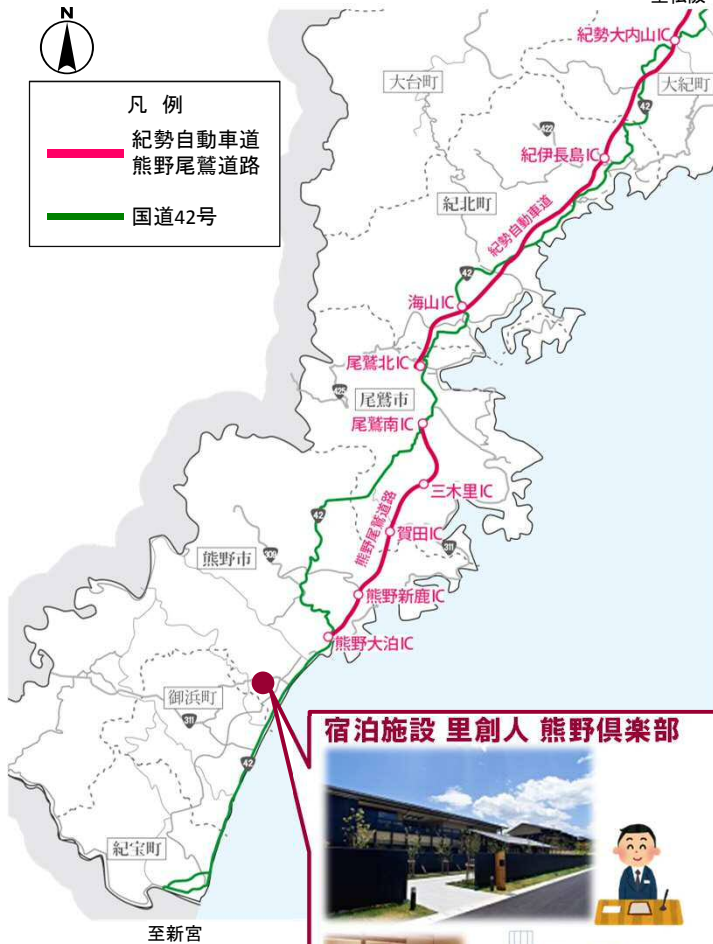 至松阪
N
凡 例
紀勢自動車道
熊野尾鷲道路
国道42号
紀勢大内山IC
大台町
大紀町
42
422
紀伊長島IC
紀北町
紀勢自動車道
42
海山IC
尾鷲北IC
425
尾鷲市
尾鷲南IC
三木里IC
42
熊野尾鷲道路
賀田IC
311
熊野市
309
熊野新鹿IC
熊野大泊IC
御浜町
311
42
紀宝町
至新宮
宿泊施設 里創人 熊野倶楽部